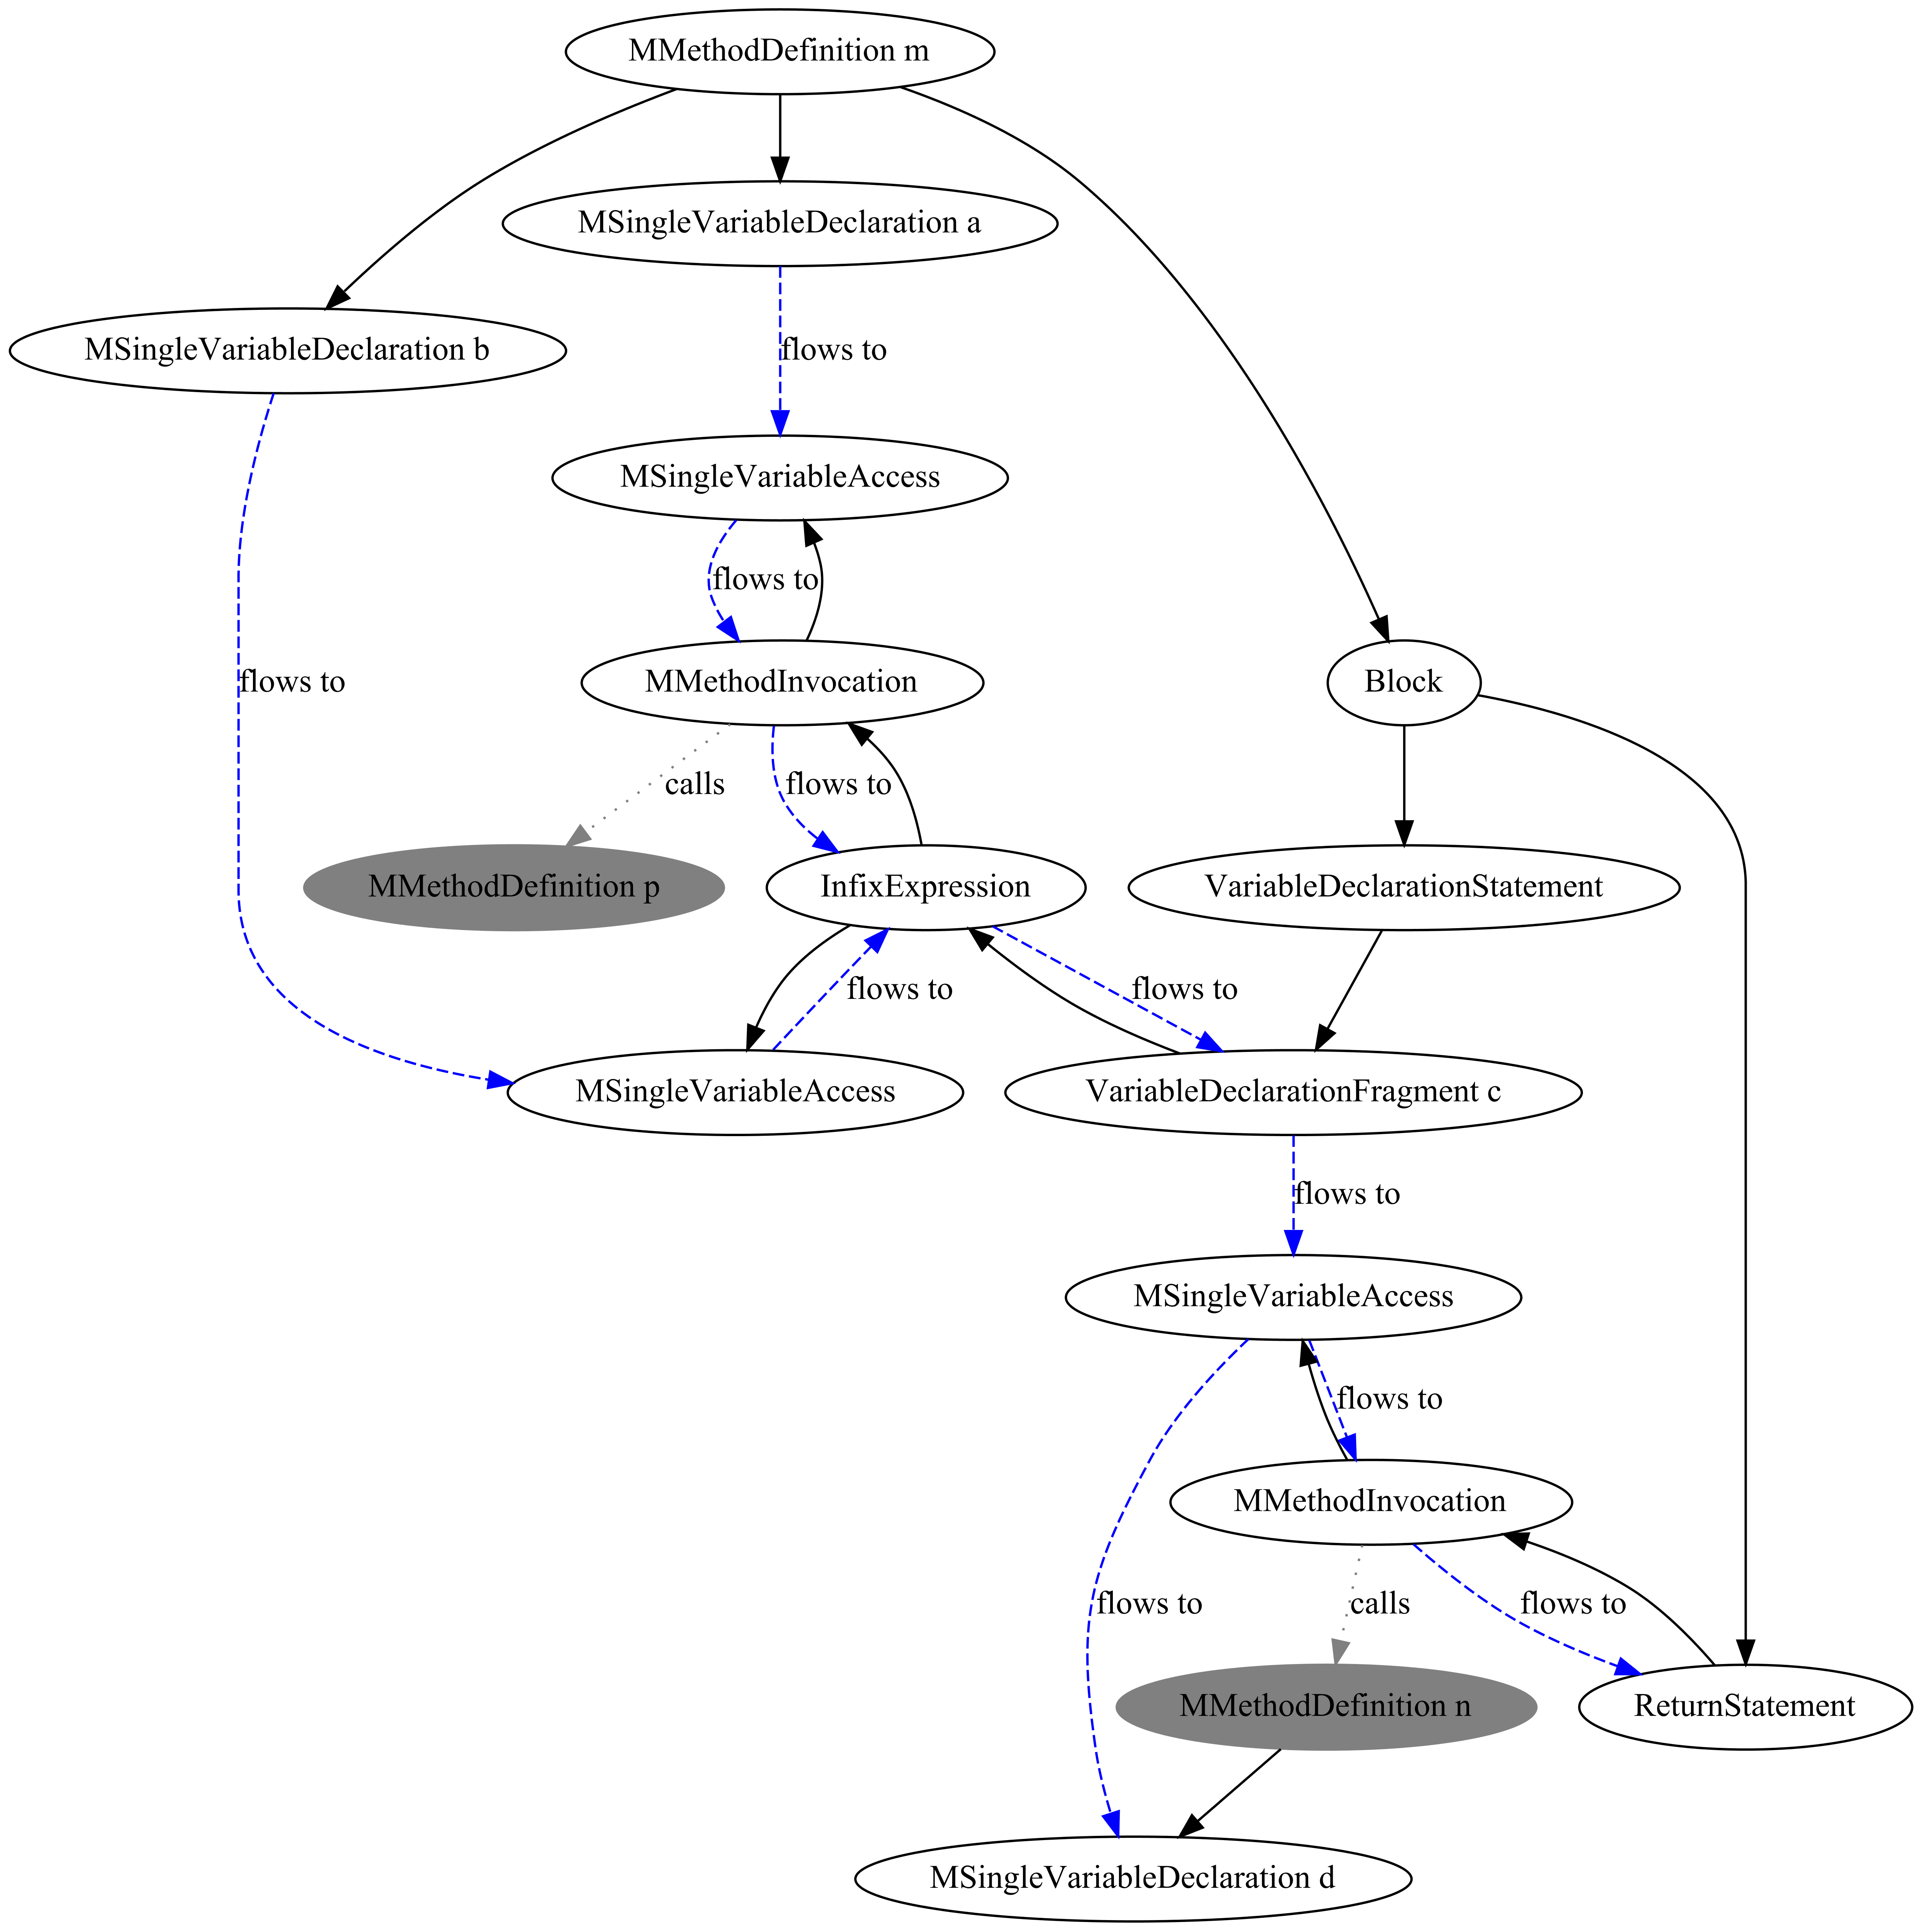 MMethodDefinition m
MSingleVariableDeclaration a
MSingleVariableDeclaration b
flows to
MSingleVariableAccess
flows to
flows to
MMethodInvocation
Block
calls
flows to
MMethodDefinition p
InfixExpression
VariableDeclarationStatement
flows to
flows to
MSingleVariableAccess
VariableDeclarationFragment c
flows to
MSingleVariableAccess
flows to
MMethodInvocation
flows to
calls
flows to
MMethodDefinition n
ReturnStatement
MSingleVariableDeclaration d